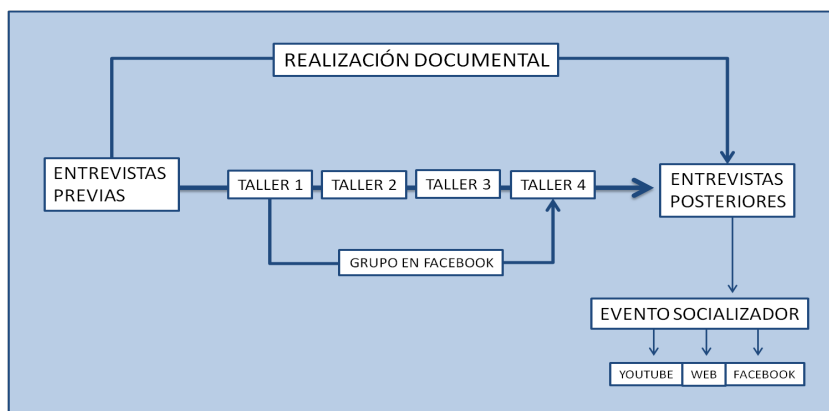 REALIZACIÓN DOCUMENTAL
ENTREVISTAS
PREVIAS
TALLER 1
TALLER 2
TALLER 3
TALLER 4
ENTREVISTAS
POSTERIORES
GRUPO EN FACEBOOK
EVENTO SOCIALIZADOR
YOUTUBE
WEB
FACEBOOK